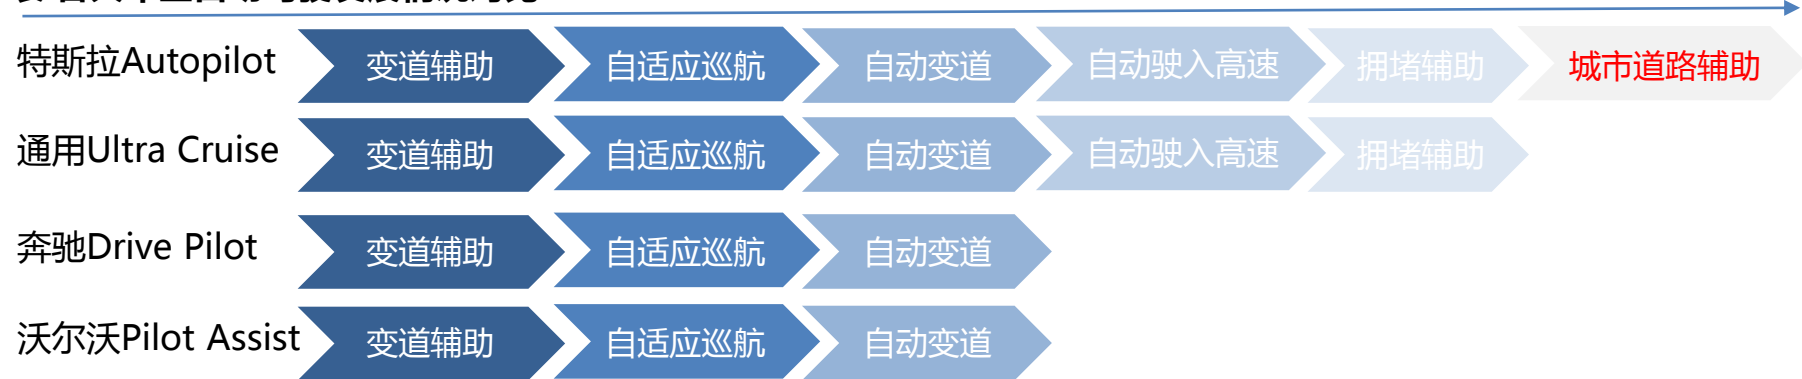 特斯拉Autopilot 变道辅助 自适应巡航 自动变道 自动驶入高速 拥堵辅助 城市道路辅助
通用Ultra Cruise 变道辅助 自适应巡航 自动变道 自动驶入高速 拥堵辅助
奔驰Drive Pilot 变道辅助 自适应巡航 自动变道
沃尔沃Pilot Assist 变道辅助 自适应巡航 自动变道